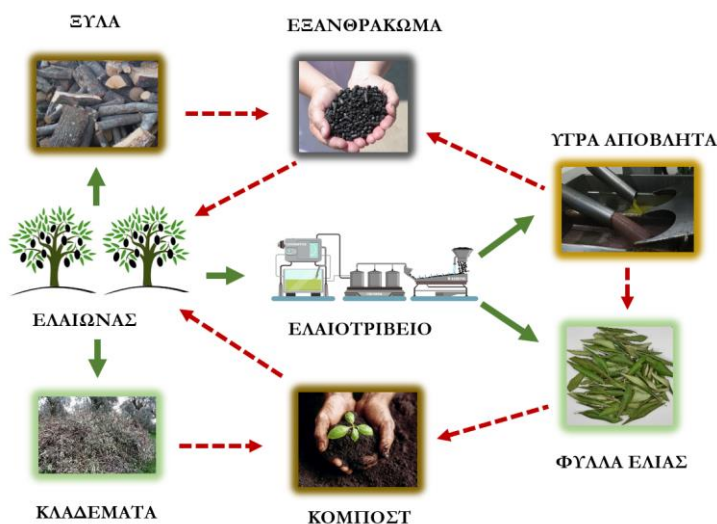 ΞΥΛΑ
ΕΞΑΝΘΡΑΚΩΜΑ
ΥΓΡΑ ΑΠΟΒΛΗΤΑ
ΕΛΑΙΩΝΑΣ
ΕΛΑΙΟΤΡΙΒΕΙΟ
ΦΥΛΛΑ ΕΛΙΑΣ
ΚΛΑΔΕΜΑΤΑ
ΚΟΜΠΟΣΤ